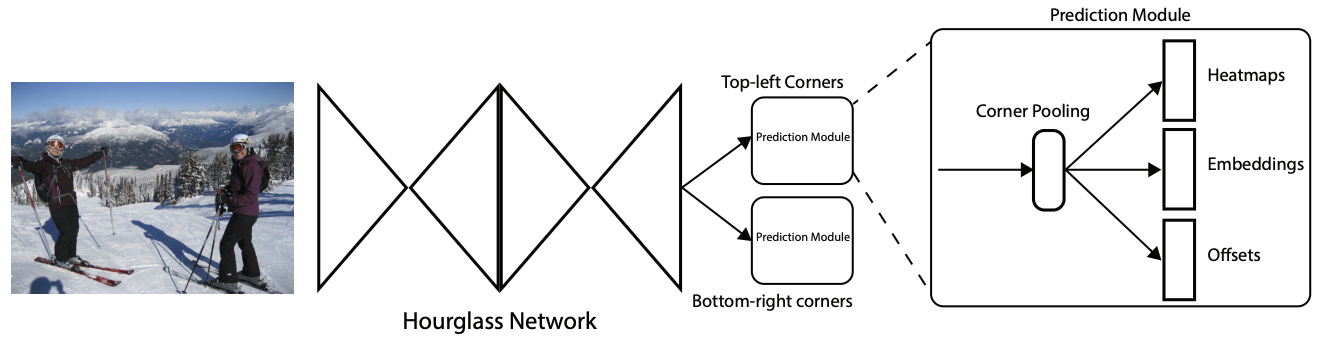 Prediction Module
Top-left Corners
Prediction Module
Prediction Module
Bottom-right corners
Hourglass Network
Corner Pooling
Heatmaps
Embeddings
Offsets